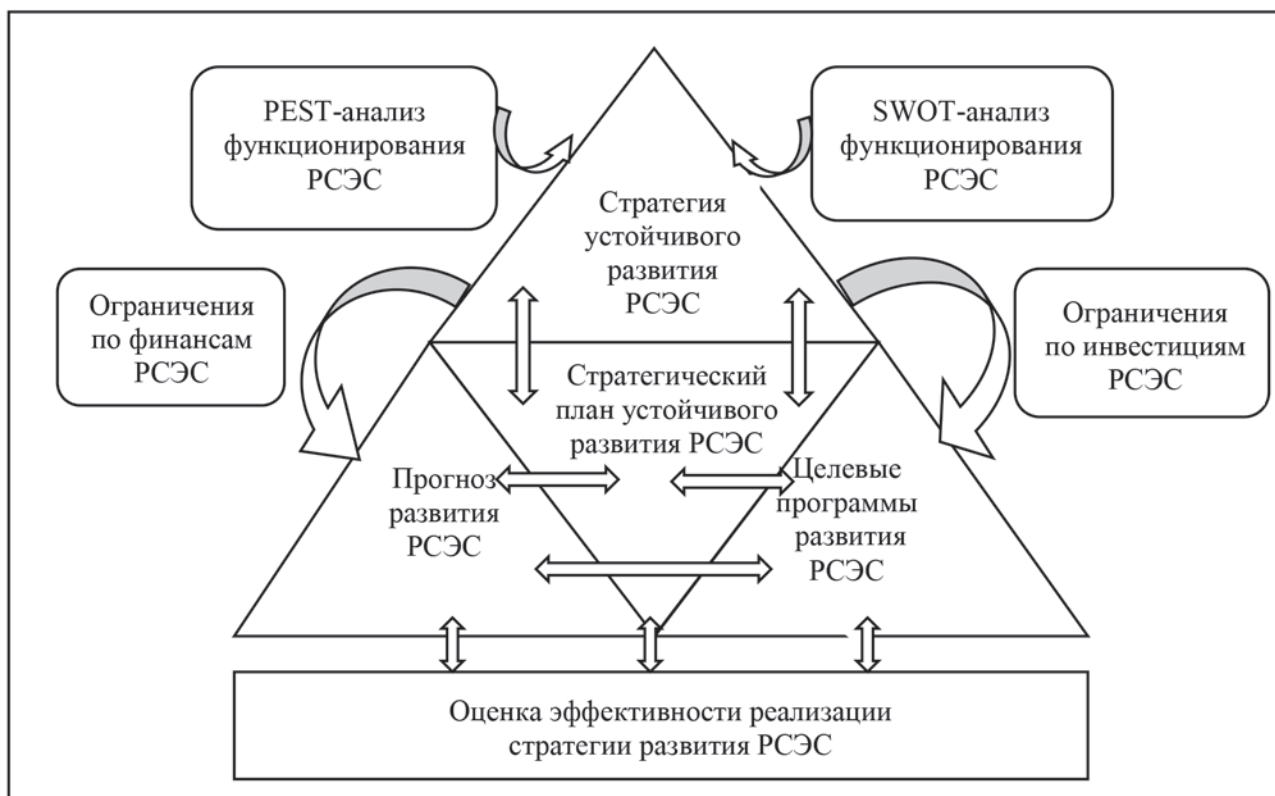 PEST-анализ
функционирования
РСЭС
SWOT-анализ
функционирования
РСЭС
Стратегия
устойчивого
развития
РСЭС
Ограничения
по финансам
РСЭС
Ограничения
по инвестициям
РСЭС
Стратегический
план устойчивого
развития РСЭС
Прогноз
развития
РСЭС
Целевые
программы
развития
РСЭС
Оценка эффективности реализации
стратегии развития РСЭС